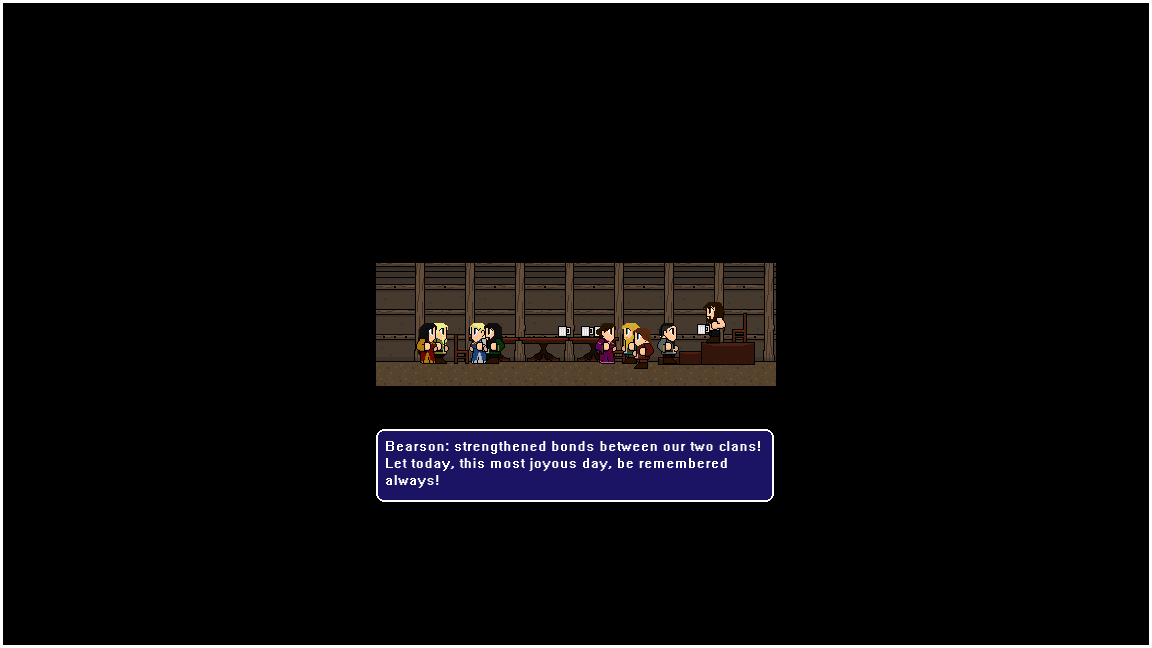 Bearson: strengthened bonds between our two clans!
Let today, this most joyous day, be remembered
always!